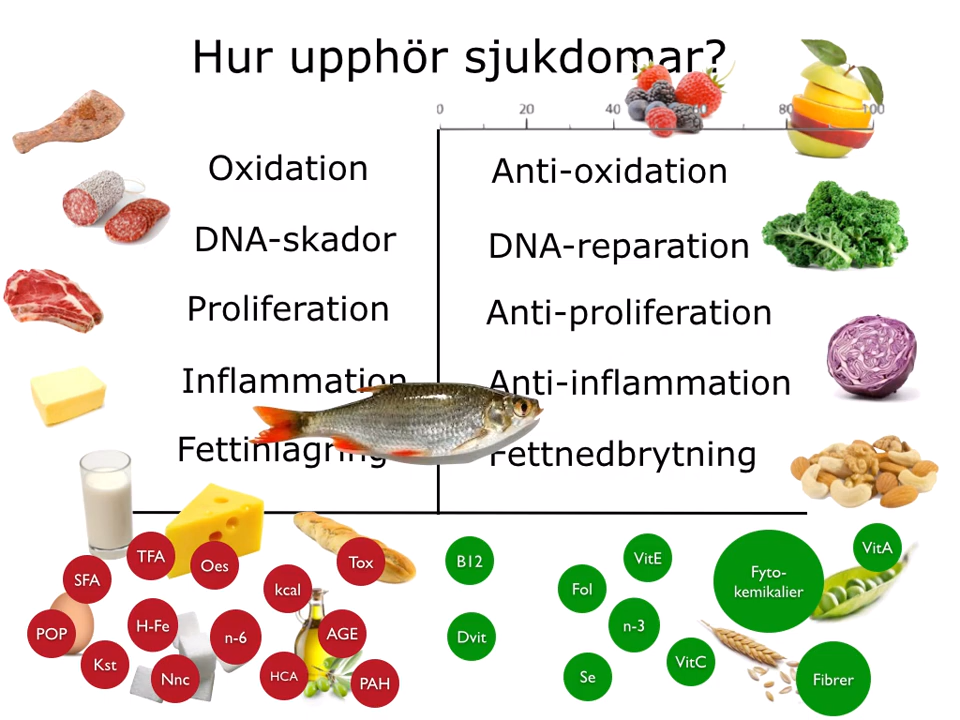 Hur upphör sjukdomar?
0 20 40 60 80 100
Oxidation
Anti-oxidation
DNA-skador
DNA-reparation
Proliferation
Anti-proliferation
Inflammation
Anti-inflammation
Fettinlagring
Fettnedbrytning
TFA
Oes
SFA
kcal
Tox
POP
H-Fe
n-6
AGE
Kst
Nnc
HCA
PAH
B12
Dvit
VitE
Fol
n-3
VitC
Se
Fyto-
kemikalier
VitA
Fibrer